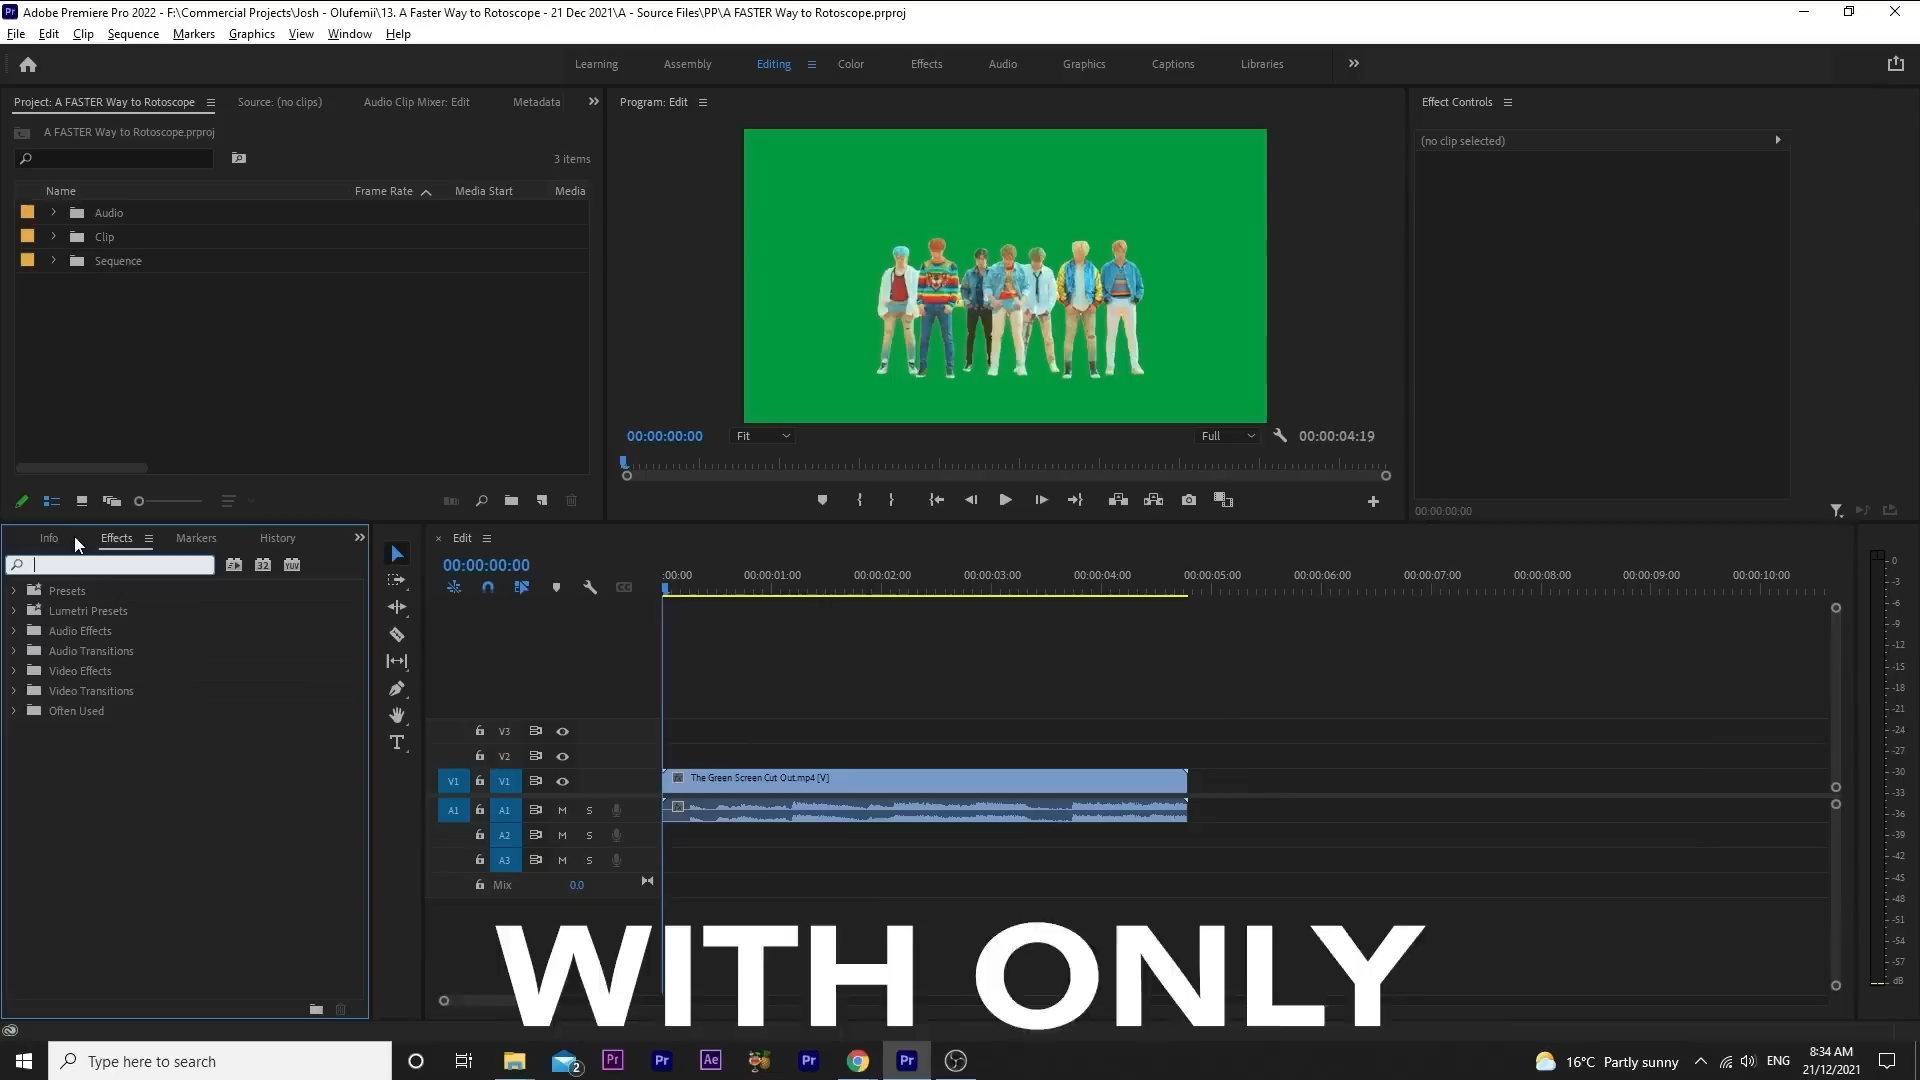 Adobe Premiere Pro 2022 - F:\Commercial Projects\Josh - Olufemii\13. A Faster Way to Rotoscope - 21 Dec 2021\A - Source Files\PP\A FASTER Way to Rotoscope.prproj
File Edit Clip Sequence Markers Graphics View Window Help
Learning Assembly Editing Color Effects Audio Graphics Captions Libraries
Project: A FASTER Way to Rotoscope Source: (no clips) Audio Clip Mixer: Edit Metadata
Program: Edit
Effect Controls
A FASTER Way to Rotoscope.prproj
(no clip selected)
3 items
Name Frame Rate Media Start Media
Audio
Clip
Sequence
00:00:00:00 Fit Full 00:00:04:19
00:00:00:00
Info Effects Markers History
32 YUV
Presets
Lumetri Presets
Audio Effects
Audio Transitions
Video Effects
Video Transitions
Often Used
Edit
00:00:00:00
:00:00 00:00:01:00 00:00:02:00 00:00:03:00 00:00:04:00 00:00:05:00 00:00:06:00 00:00:07:00 00:00:08:00 00:00:09:00 00:00:10:00
CC
V3
V2
V1 V1 The Green Screen Cut Out.mp4 [V]
A1 A1 M S
A2 M S
A3 M S
Mix 0.0
0
-3
-6
-9
-12
-15
-18
-21
-24
-27
-30
-33
-36
-39
-42
-45
-48
-51
-54
-57
dB
WITH ONLY
Type here to search
2
Pr Pr Ae Pr Pr
16°C Partly sunny
ENG
8:34 AM
21/12/2021